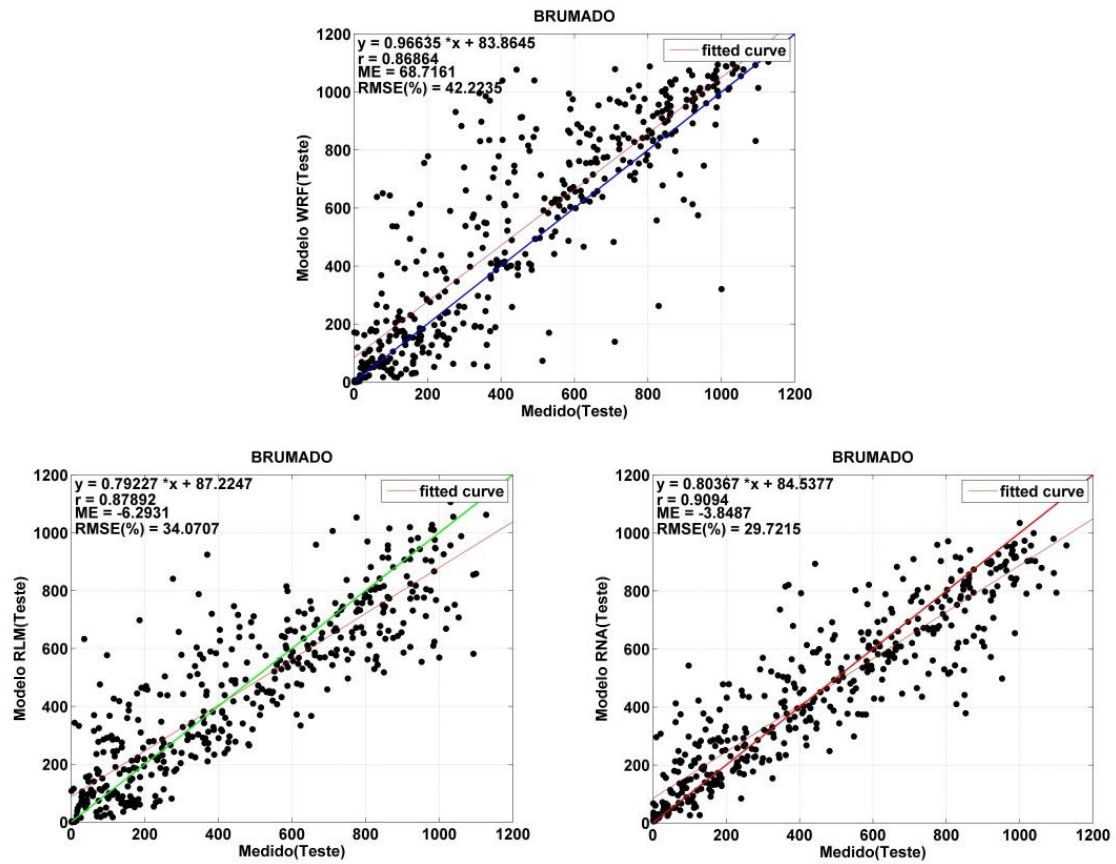 BRUMADO
y = 0.96635 *x + 83.8645
r = 0.86864
ME = 68.7161
RMSE(%) = 42.2235
fitted curve
1200
1000
800
600
400
200
0
Modelo WRF(Teste)
0 200 400 600 800 1000 1200
Medido(Teste)
BRUMADO
y = 0.79227 *x + 87.2247
r = 0.87892
ME = -6.2931
RMSE(%) = 34.0707
fitted curve
1200
1000
800
600
400
200
0
Modelo RLM(Teste)
0 200 400 600 800 1000 1200
Medido(Teste)
BRUMADO
y = 0.80367 *x + 84.5377
r = 0.9094
ME = -3.8487
RMSE(%) = 29.7215
fitted curve
1200
1000
800
600
400
200
0
Modelo RNA(Teste)
0 200 400 600 800 1000 1200
Medido(Teste)